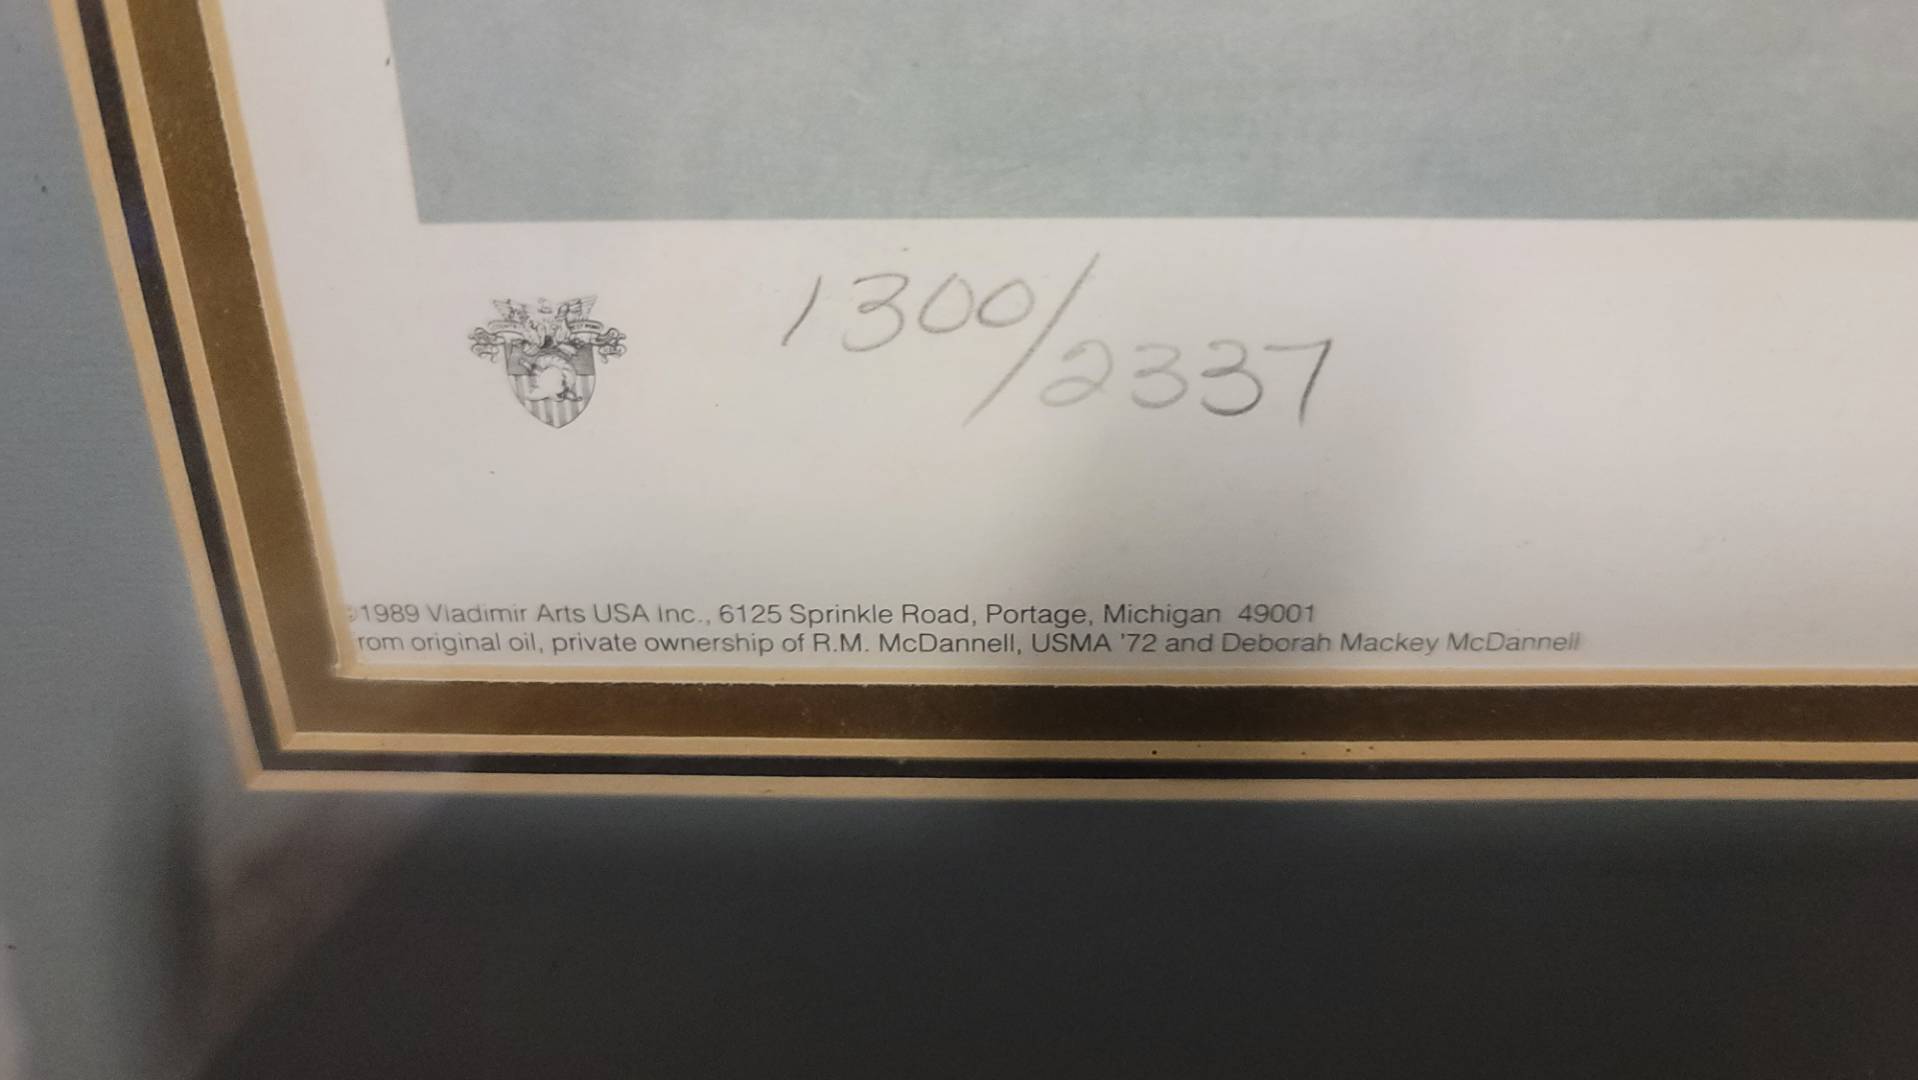 1300/2337
1989 Vladimir Arts USA Inc., 6125 Sprinkle Road, Portage, Michigan 49001
rom original oil, private ownership of R.M. McDannell, USMA '72 and Deborah Mackey McDannell